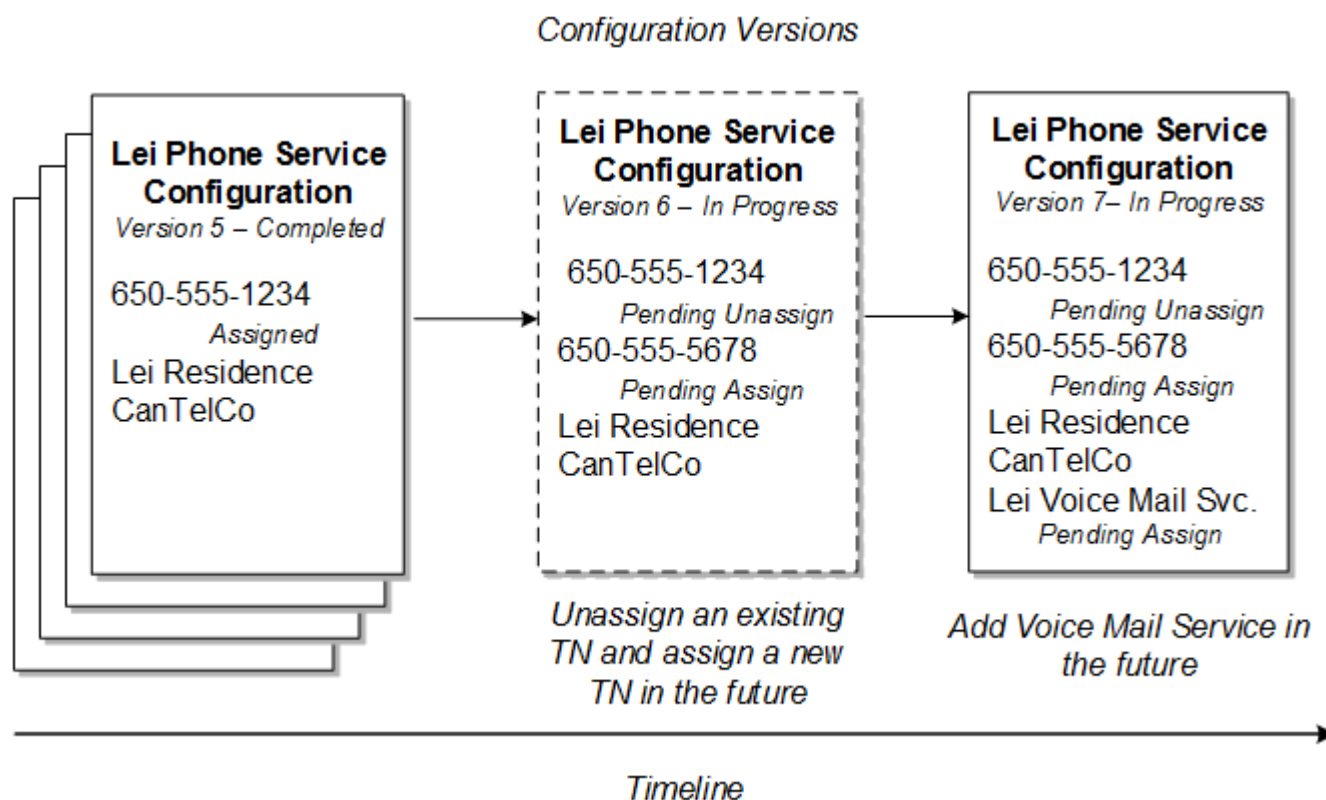 Configuration Versions
Lei Phone Service
Configuration
Version 5 – Completed
650-555-1234
Assigned
Lei Residence
CanTelCo
Lei Phone Service
Configuration
Version 6 – In Progress
650-555-1234
Pending Unassign
650-555-5678
Pending Assign
Lei Residence
CanTelCo
Unassign an existing
TN and assign a new
TN in the future
Lei Phone Service
Configuration
Version 7– In Progress
650-555-1234
Pending Unassign
650-555-5678
Pending Assign
Lei Residence
CanTelCo
Lei Voice Mail Svc.
Pending Assign
Add Voice Mail Service in
the future
Timeline